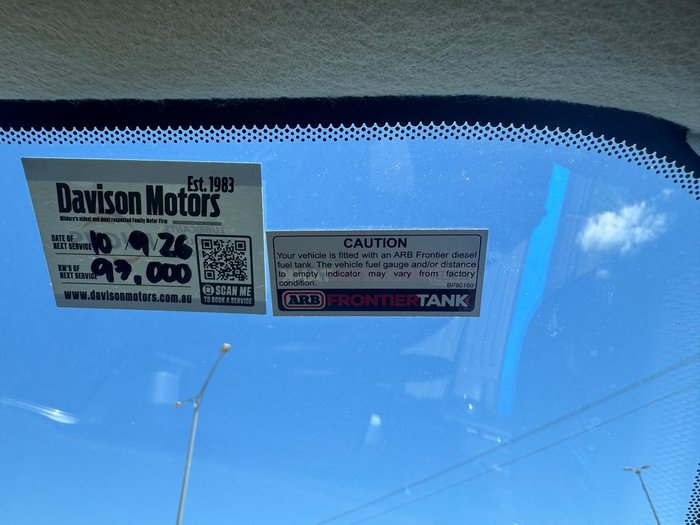 Est. 1983
Davison Motors
Mildura's oldest and most respected Family Motor Firm
DATE OF
NEXT SERVICE 10/9/26
KM'S OF
NEXT SERVICE 97,000
www.davisonmotors.com.au
SCAN ME
TO BOOK A SERVICE
CAUTION
Your vehicle is fitted with an ARB Frontier diesel
fuel tank. The vehicle fuel gauge and/or distance
to empty indicator may vary from factory
condition.
BP80160
ARB FRONTIERTANK